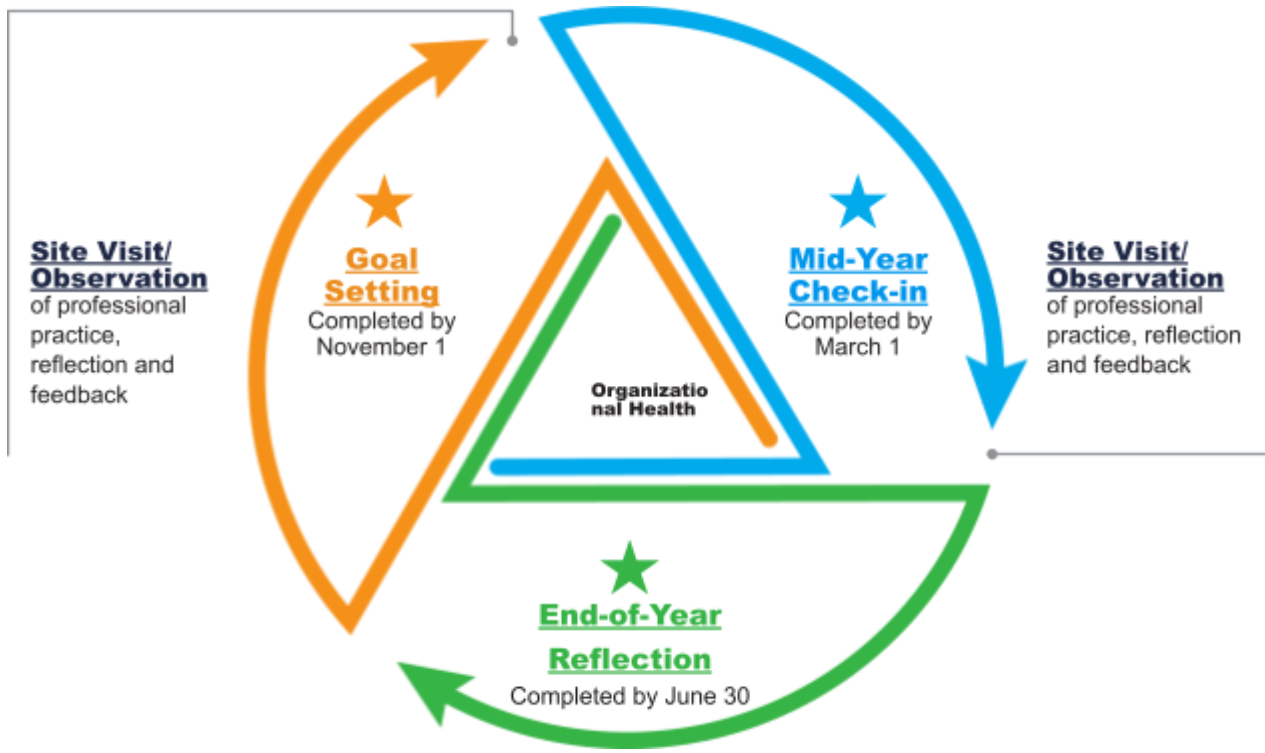 Site Visit/
Observation
of professional
practice,
reflection and
feedback
Goal
Setting
Completed by
November 1
Organizatio
nal Health
Mid-Year
Check-in
Completed by
March 1
Site Visit/
Observation
of professional
practice, reflection
and feedback
End-of-Year
Reflection
Completed by June 30